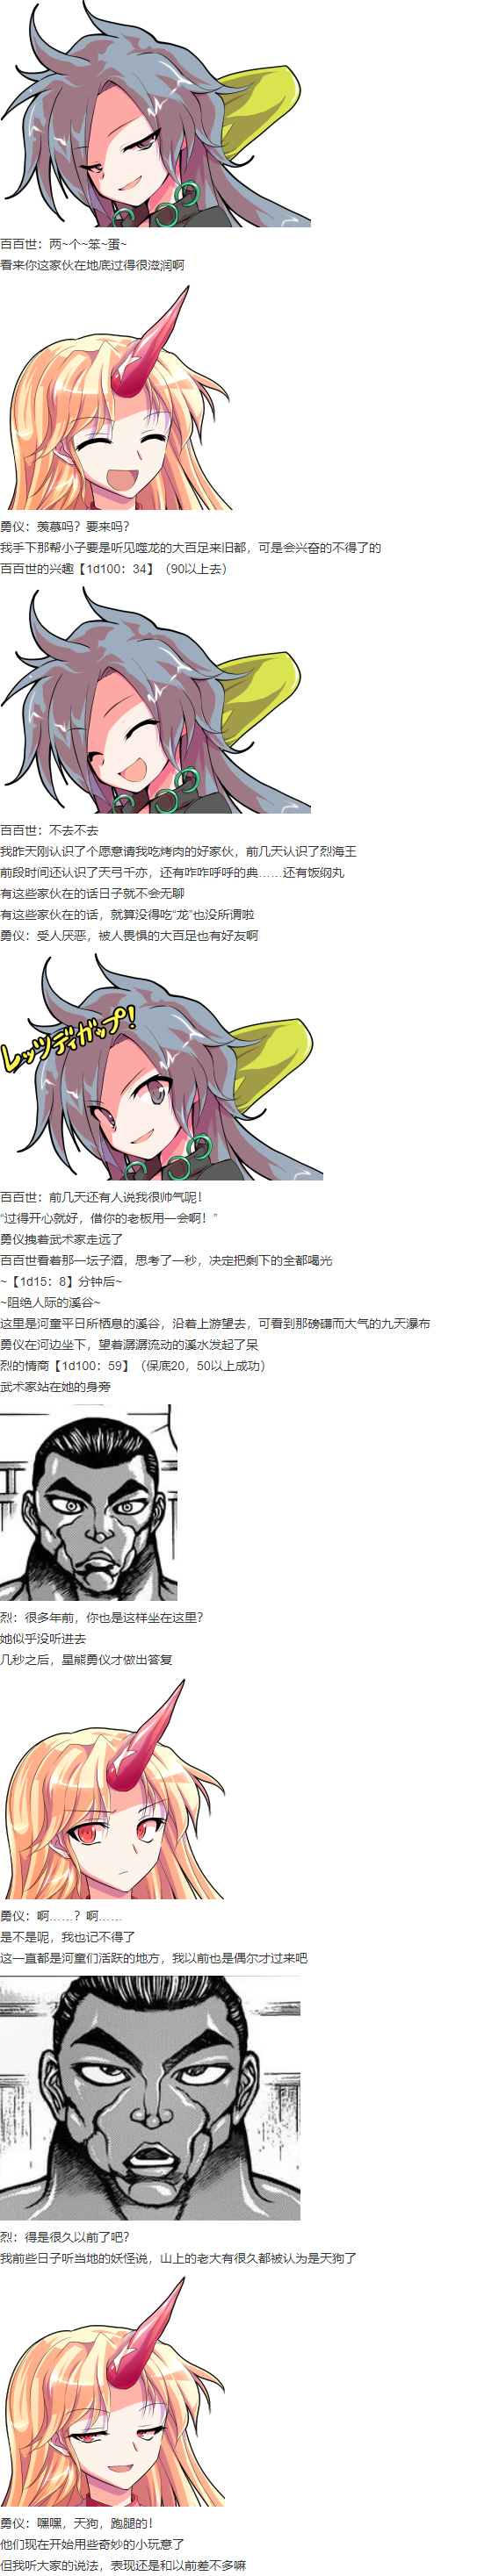 百百世：两~个~笨~蛋~
看来你这家伙在地底过得很滋润啊
勇仪：羡慕吗？要来吗？
我手下那帮小子要是听见噬龙的大百足来旧都，可是会兴奋的不得了的
百百世的兴趣【1d100：34】（90以上去）
百百世：不去不去
我昨天刚认识了个愿意请我吃烤肉的好家伙，前几天认识了烈海王
前段时间还认识了天弓千亦，还有咋咋呼呼的典……还有饭纲丸
有这些家伙在的话日子就不会无聊
有这些家伙在的话，就算没得吃“龙”也没所谓啦
勇仪：受人厌恶，被人畏惧的大百足也有好友啊
レッツディガップ！
百百世：前几天还有人说我很帅气呢！
“过得开心就好，借你的老板用一会啊！”
勇仪拽着武术家走远了
百百世看着那一坛子酒，思考了一秒，决定把剩下的全都喝光
~【1d15：8】分钟后~
~阻绝人际的溪谷~
这里是河童平日所栖息的溪谷，沿着上游望去，可看到那磅礴而大气的九天瀑布
勇仪在河边坐下，望着潺潺流动的溪水发起了呆
烈的情商【1d100：59】（保底20，50以上成功）
武术家站在她的身旁
烈：很多年前，你也是这样坐在这里？
她似乎没听进去
几秒之后，星熊勇仪才做出答复
勇仪：啊……？啊……
是不是呢，我也记不得了
这一直都是河童们活跃的地方，我以前也是偶尔才过来吧
烈：得是很久以前了吧？
我前些日子听当地的妖怪说，山上的老大有很久都被认为是天狗了
勇仪：嘿嘿，天狗，跑腿的！
他们现在开始用些奇妙的小玩意了
但我听大家的说法，表现还是和以前差不多嘛